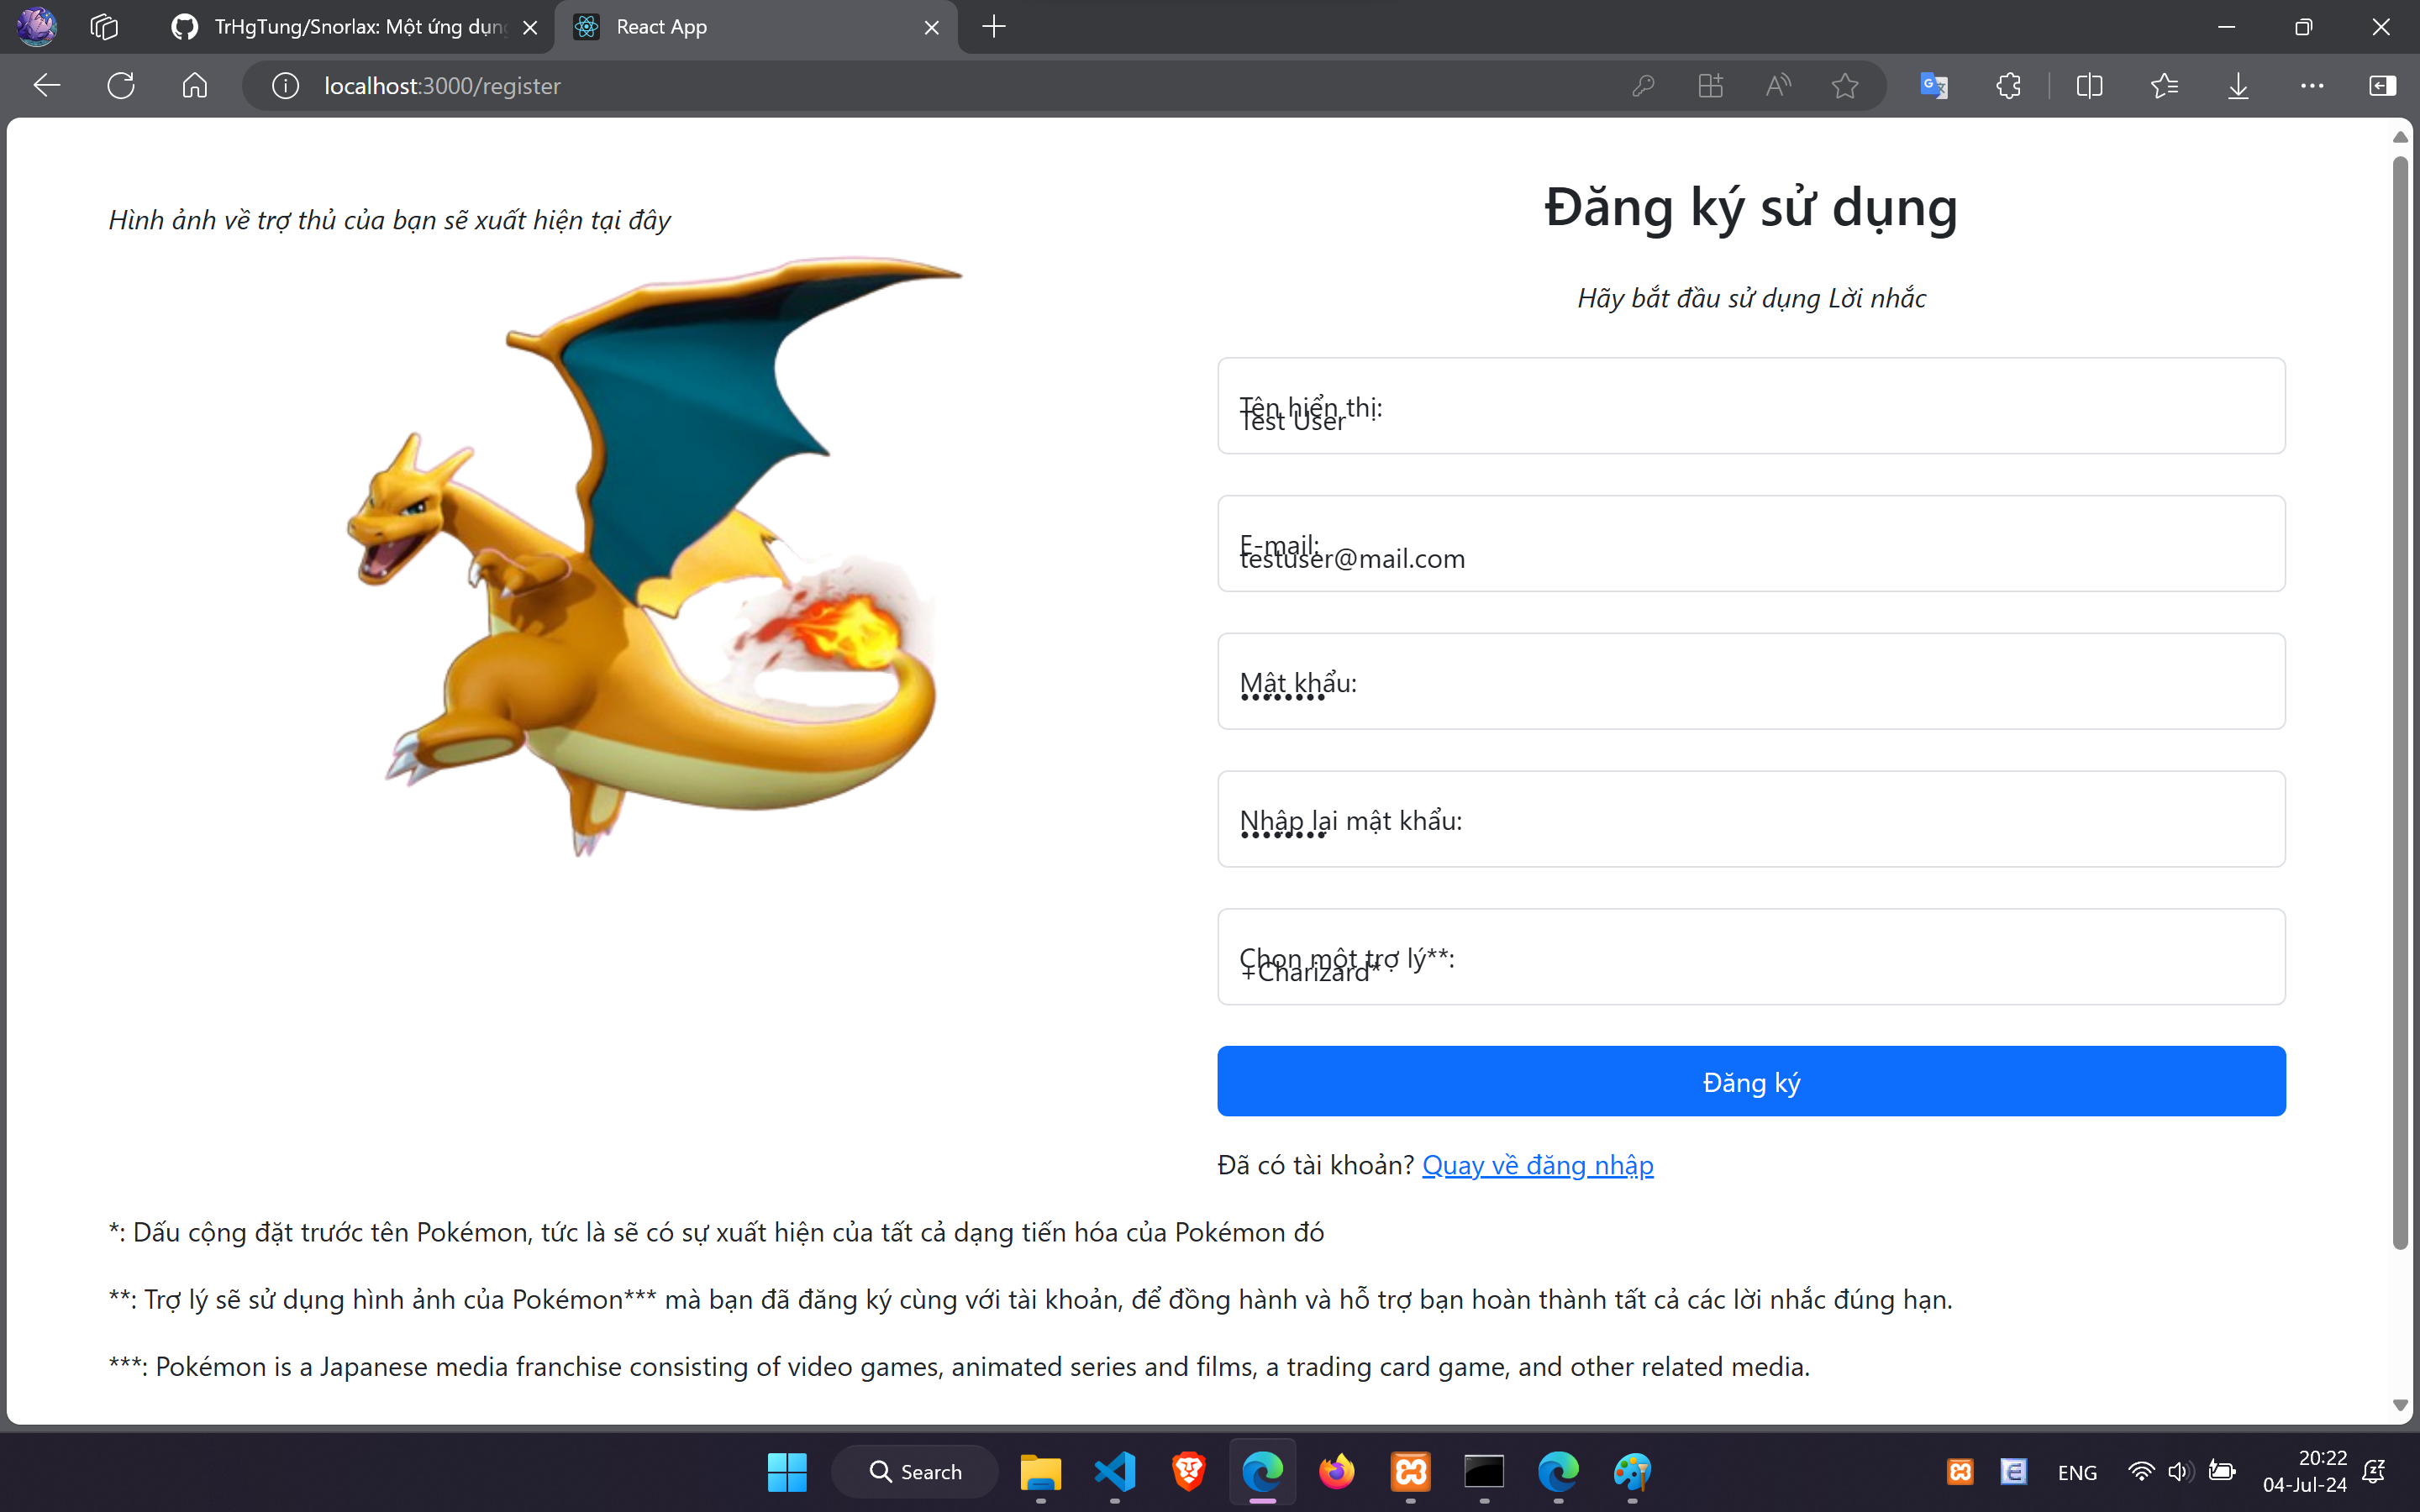 TrHgTung/Snorlax: Một ứng dụn
React App
localhost:3000/register
Hình ảnh về trợ thủ của bạn sẽ xuất hiện tại đây
Đăng ký sử dụng
Hãy bắt đầu sử dụng Lời nhắc
Tên hiển thị:
Test User
E-mail:
testuser@mail.com
Mật khẩu:
••••••••
Nhập lại mật khẩu:
••••••••
Chọn một trợ lý**:
+Charizard*
Đăng ký
Đã có tài khoản? Quay về đăng nhập
*: Dấu cộng đặt trước tên Pokémon, tức là sẽ có sự xuất hiện của tất cả dạng tiến hóa của Pokémon đó
**: Trợ lý sẽ sử dụng hình ảnh của Pokémon*** mà bạn đã đăng ký cùng với tài khoản, để đồng hành và hỗ trợ bạn hoàn thành tất cả các lời nhắc đúng hạn.
***: Pokémon is a Japanese media franchise consisting of video games, animated series and films, a trading card game, and other related media.
Search
ENG
20:22
04-Jul-24